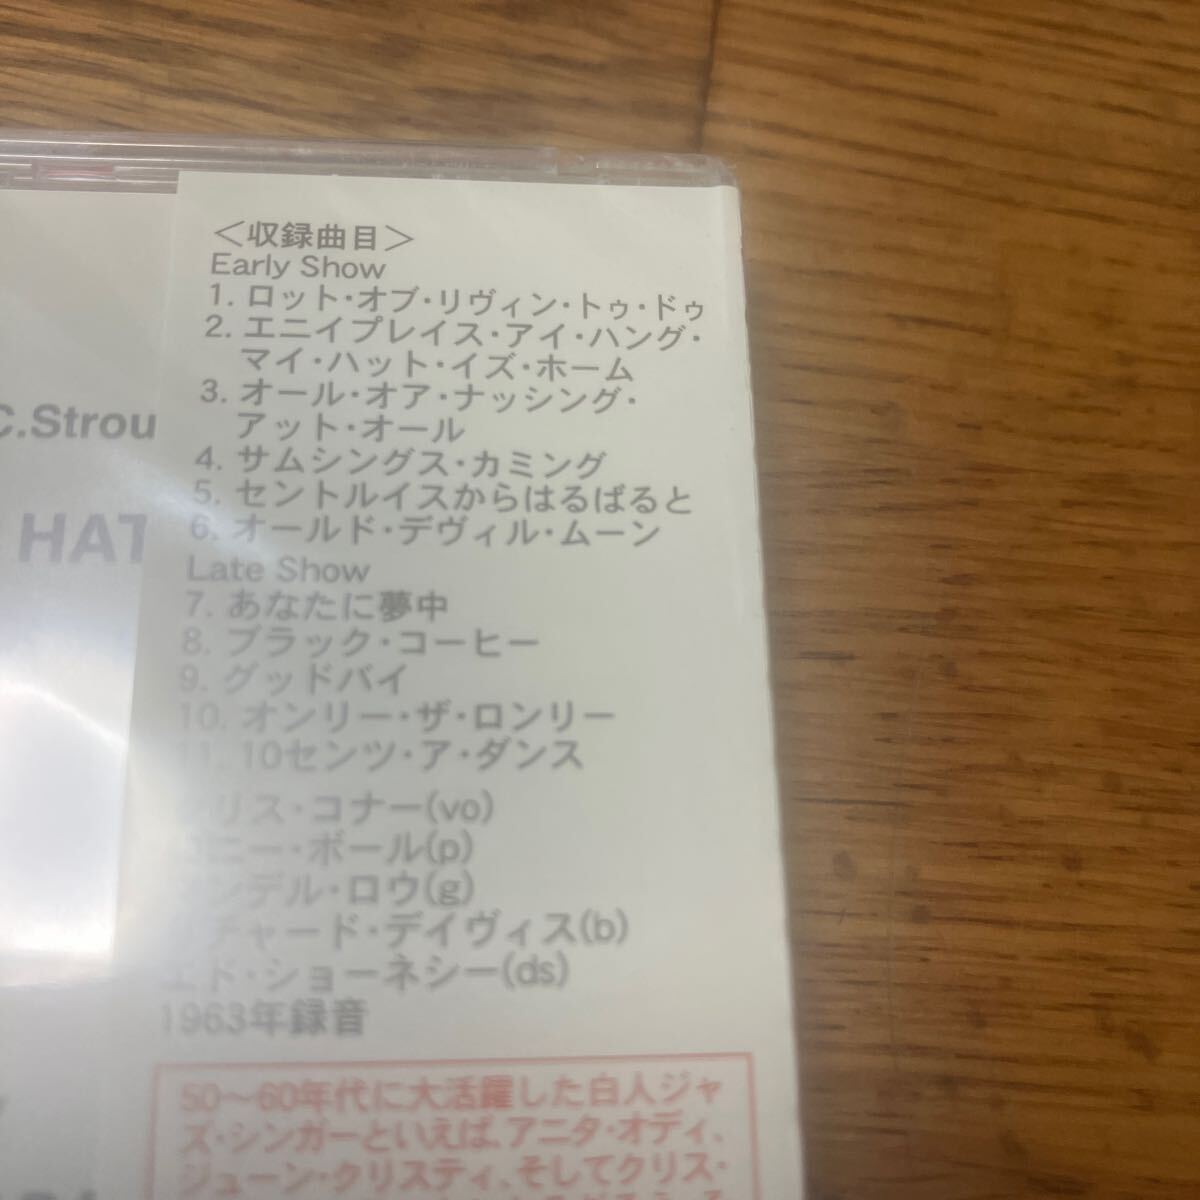 ＜収録曲目＞
Early Show
1. ロット・オブ・リヴィン・トゥ・ドゥ
2. エニイプレイス・アイ・ハング・
マイ・ハット・イズ・ホーム
3. オール・オア・ナッシング・
アット・オール
4. サムシングス・カミング
5. セントルイスからはるばると
6. オールド・デヴィル・ムーン
Late Show
7. あなたに夢中
8. ブラック・コーヒー
9. グッドバイ
10. オンリー・ザ・ロンリー
11. 10センツ・ア・ダンス
リス・コナー(vo)
ニー・ボール(p)
ンデル・ロウ(g)
チャード・デイヴィス(b)
エド・ショーネシー(ds)
1963年録音
50〜60年代に大活躍した白人ジャ
ズ・シンガーといえば、アニタ・オディ、
ジューン・クリスティ、そしてクリス・
C.Strou
HAT